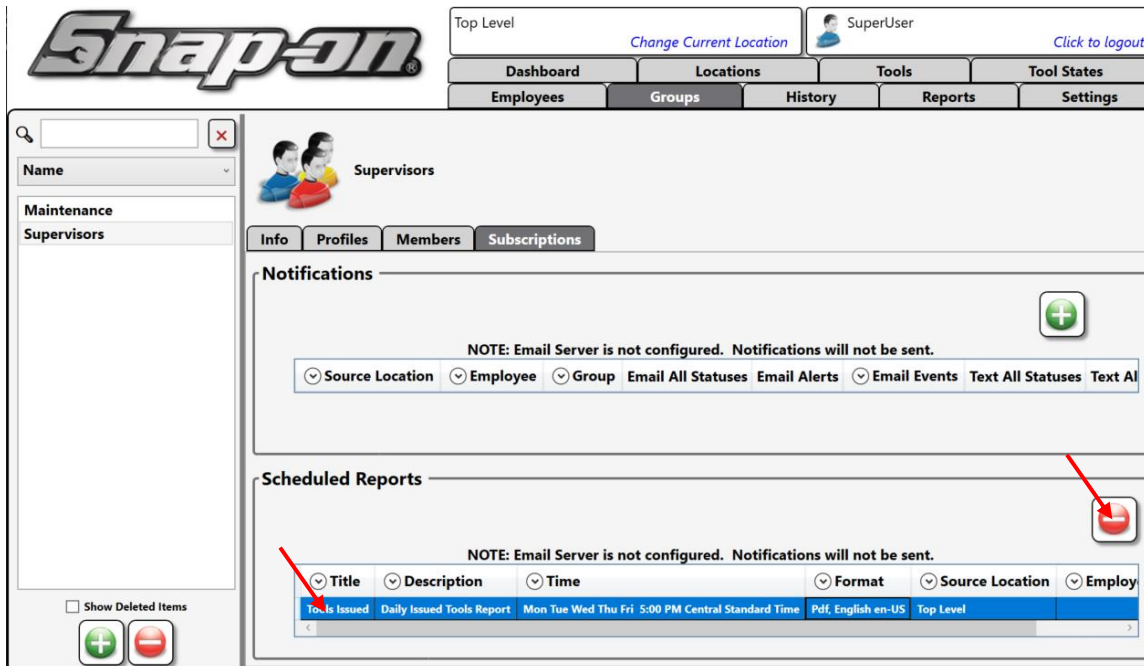 Snap-on®
Top Level
Change Current Location
SuperUser
Click to logout
Dashboard Locations Tools Tool States
Employees Groups History Reports Settings
Name
Maintenance
Supervisors
Show Deleted Items
Supervisors
Info Profiles Members Subscriptions
Notifications
NOTE: Email Server is not configured. Notifications will not be sent.
Source Location Employee Group Email All Statuses Email Alerts Email Events Text All Statuses Text Al
Scheduled Reports
NOTE: Email Server is not configured. Notifications will not be sent.
Title Description Time Format Source Location Employ
Tools Issued Daily Issued Tools Report Mon Tue Wed Thu Fri 5:00 PM Central Standard Time Pdf, English en-US Top Level